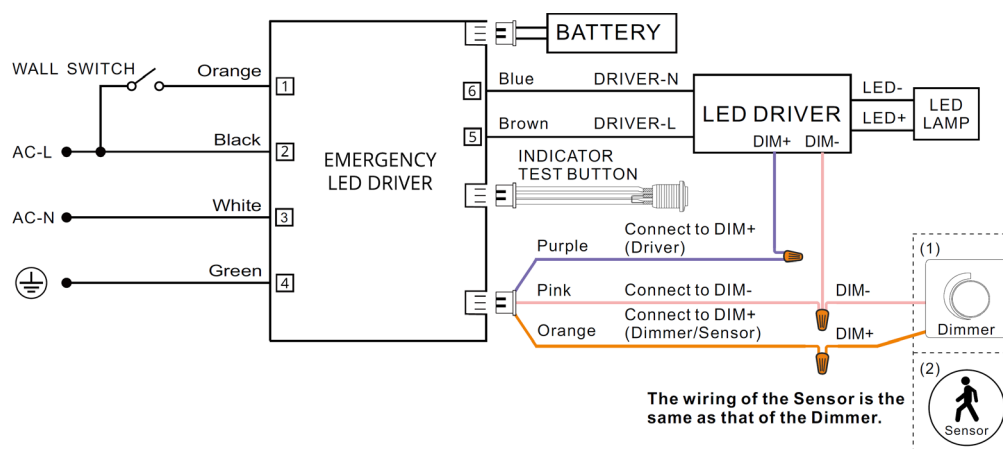 BATTERY
WALL SWITCH
Orange
1
6
Blue
DRIVER-N
LED DRIVER
DIM+ DIM-
LED-
LED+
LED
LAMP
5
Brown
DRIVER-L
AC-L
Black
2
EMERGENCY
LED DRIVER
INDICATOR
TEST BUTTON
AC-N
White
3
Green
4
Purple
Connect to DIM+
(Driver)
Pink
Connect to DIM-
DIM-
Orange
Connect to DIM+
(Dimmer/Sensor)
DIM+
(1)
Dimmer
(2)
Sensor
The wiring of the Sensor is the
same as that of the Dimmer.